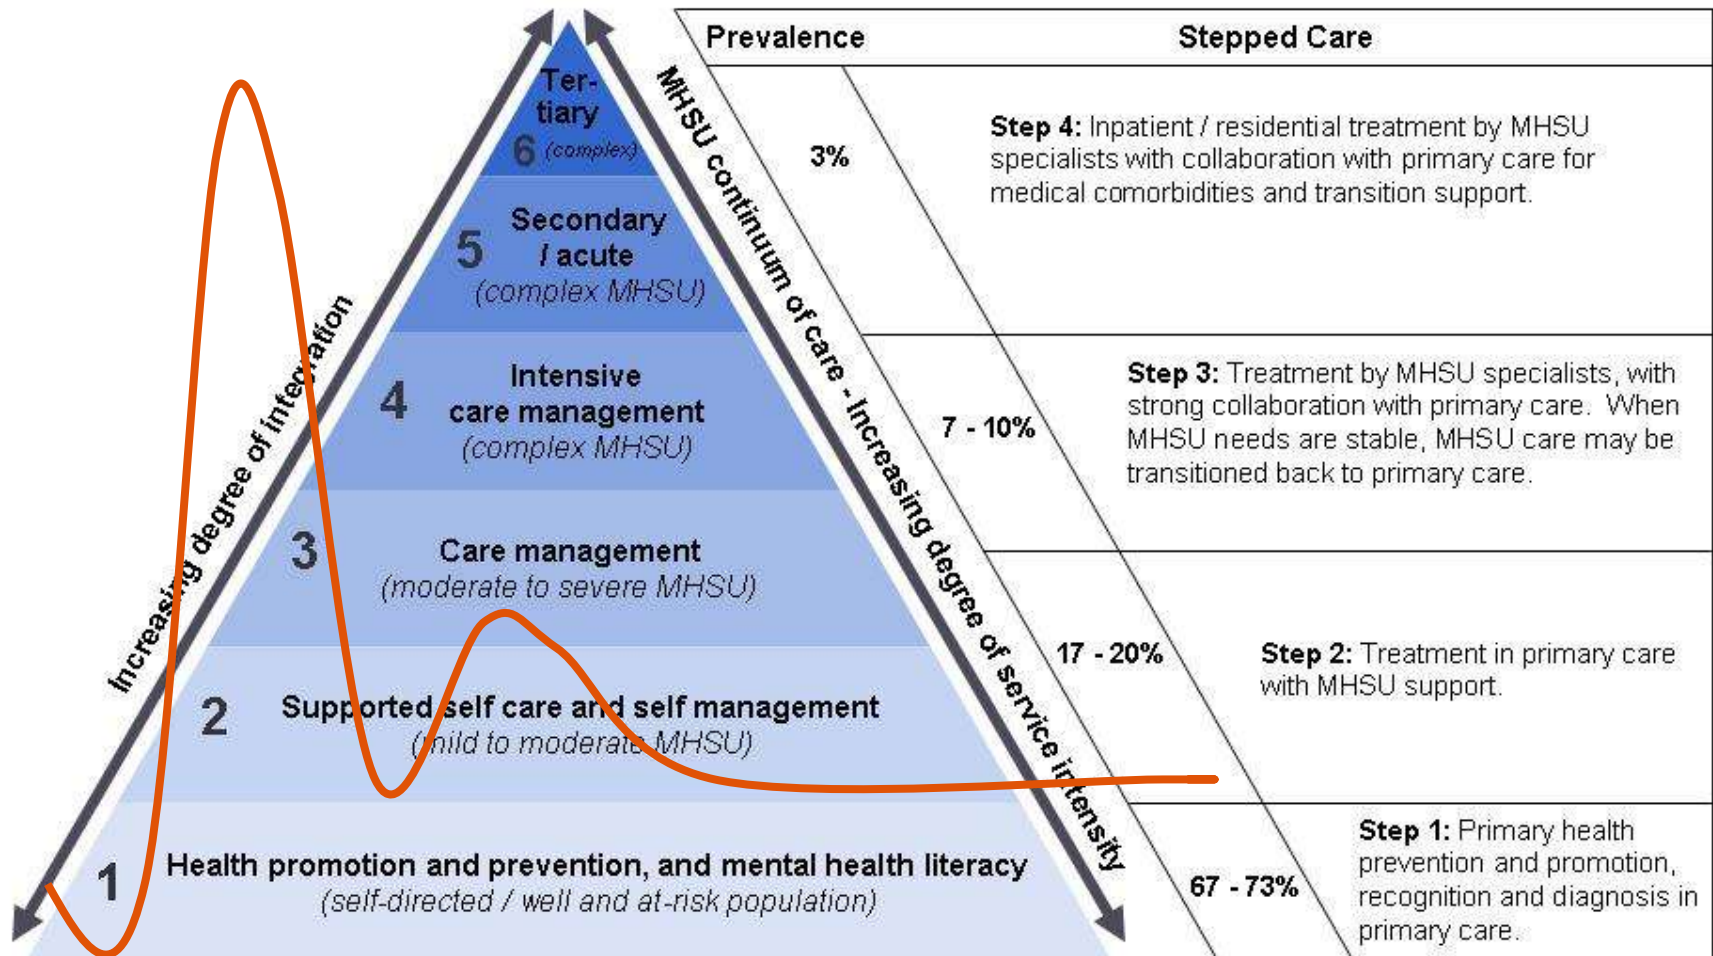 Prevalence
Stepped Care
Ter-
tiary
6 (complex)
5
Secondary
/ acute
(complex MHSU)
4
Intensive
care management
(complex MHSU)
3
Care management
(moderate to severe MHSU)
2
Supported self care and self management
(mild to moderate MHSU)
1
Health promotion and prevention, and mental health literacy
(self-directed / well and at-risk population)
Increasing degree of integration
MHSU continuum of care - Increasing degree of service intensity
3%
Step 4: Inpatient / residential treatment by MHSU
specialists with collaboration with primary care for
medical comorbidities and transition support.
7 - 10%
Step 3: Treatment by MHSU specialists, with
strong collaboration with primary care. When
MHSU needs are stable, MHSU care may be
transitioned back to primary care.
17 - 20%
Step 2: Treatment in primary care
with MHSU support.
67 - 73%
Step 1: Primary health
prevention and promotion,
recognition and diagnosis in
primary care.